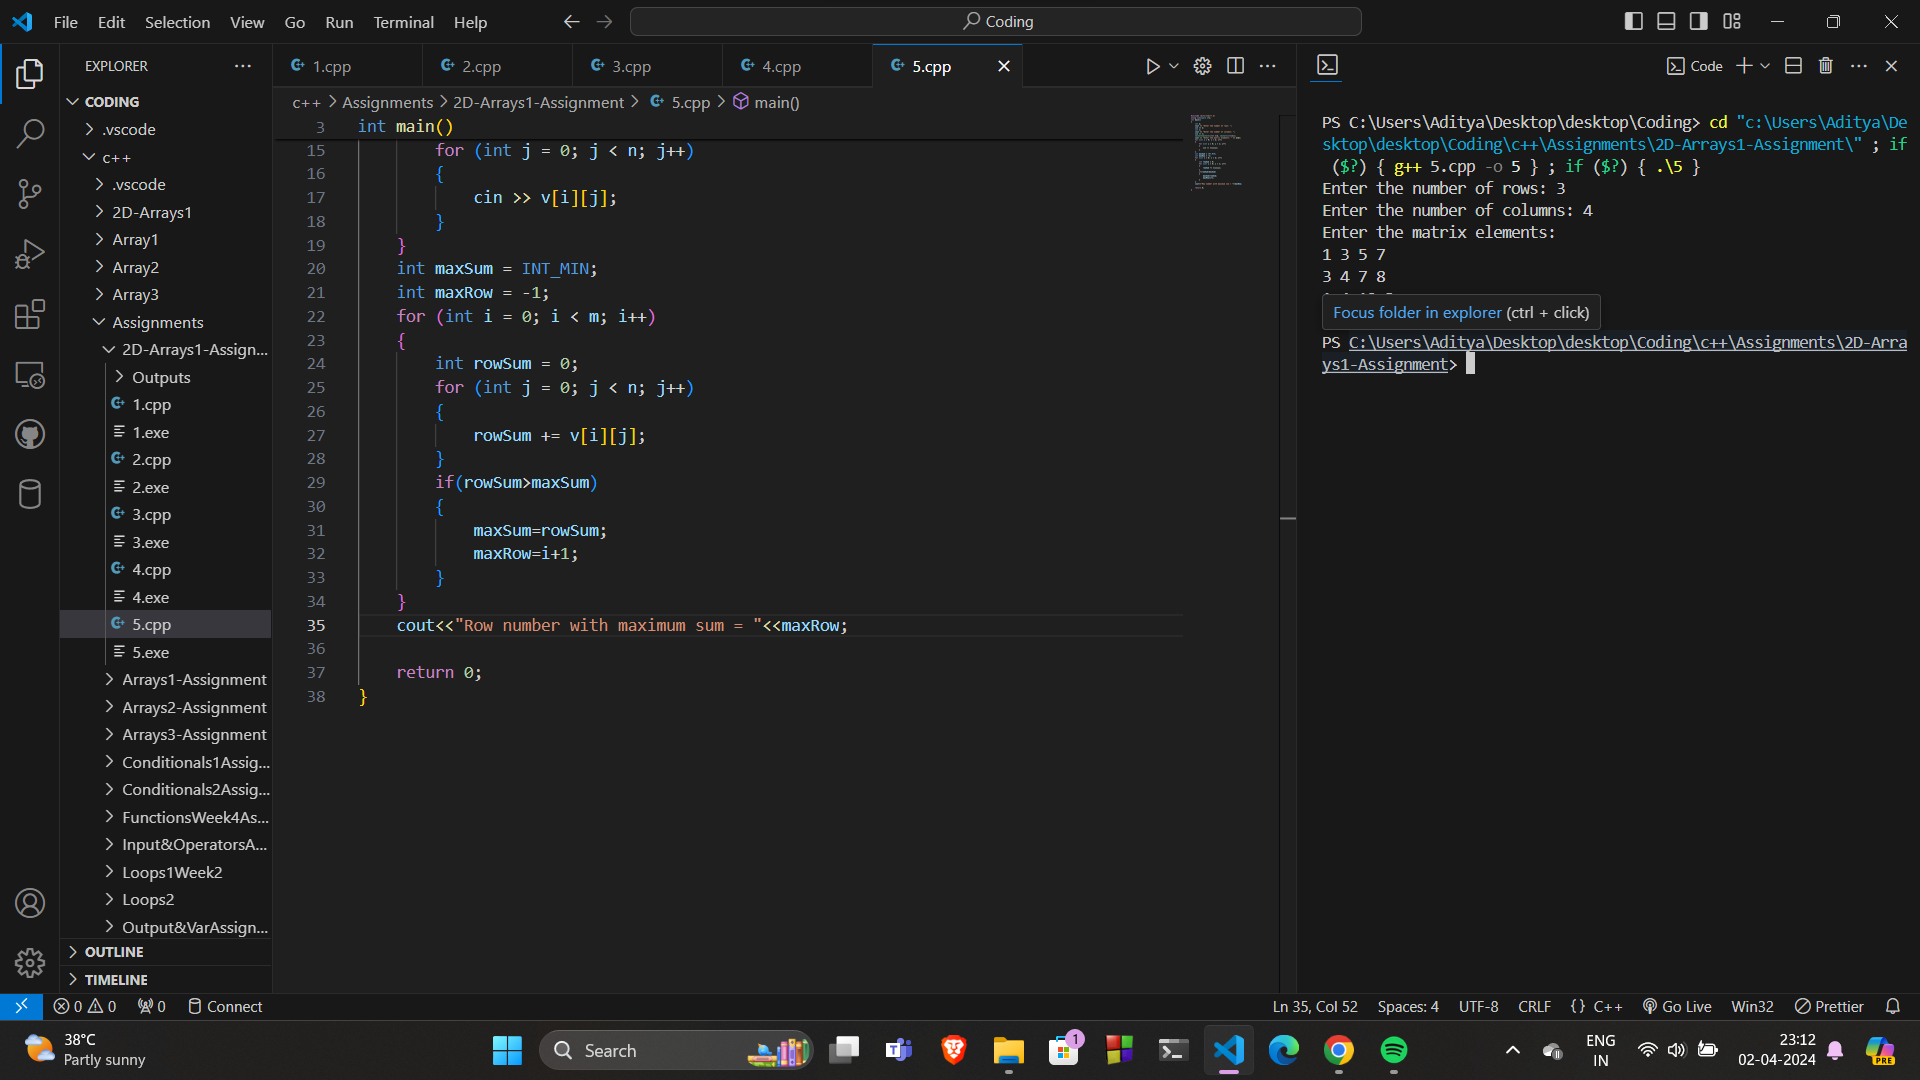 File Edit Selection View Go Run Terminal Help
Coding
EXPLORER
CODING
.vscode
c++
.vscode
2D-Arrays1
Array1
Array2
Array3
Assignments
2D-Arrays1-Assign...
Outputs
1.cpp
1.exe
2.cpp
2.exe
3.cpp
3.exe
4.cpp
4.exe
5.cpp
5.exe
Arrays1-Assignment
Arrays2-Assignment
Arrays3-Assignment
Conditionals1Assig...
Conditionals2Assig...
FunctionsWeek4As...
Input&OperatorsA...
Loops1Week2
Loops2
Output&VarAssign...
OUTLINE
TIMELINE
1.cpp 2.cpp 3.cpp 4.cpp 5.cpp
c++ > Assignments > 2D-Arrays1-Assignment > 5.cpp > main()
3 int main()
15 for (int j = 0; j < n; j++)
16 {
17 cin >> v[i][j];
18 }
19 }
20 int maxSum = INT_MIN;
21 int maxRow = -1;
22 for (int i = 0; i < m; i++)
23 {
24 int rowSum = 0;
25 for (int j = 0; j < n; j++)
26 {
27 rowSum += v[i][j];
28 }
29 if(rowSum>maxSum)
30 {
31 maxSum=rowSum;
32 maxRow=i+1;
33 }
34 }
35 cout<<"Row number with maximum sum = "<<maxRow;
36
37 return 0;
38 }
Code
PS C:\Users\Aditya\Desktop\desktop\Coding> cd "c:\Users\Aditya\De
sktop\desktop\Coding\c++\Assignments\2D-Arrays1-Assignment\" ; if
($?) { g++ 5.cpp -o 5 } ; if ($?) { .\5 }
Enter the number of rows: 3
Enter the number of columns: 4
Enter the matrix elements:
1 3 5 7
3 4 7 8
Focus folder in explorer (ctrl + click)
PS C:\Users\Aditya\Desktop\desktop\Coding\c++\Assignments\2D-Arra
ys1-Assignment>
0 0 0 Connect
Ln 35, Col 52 Spaces: 4 UTF-8 CRLF {} C++ Go Live Win32 Prettier
38°C
Partly sunny
Search
1
ENG
IN
23:12
02-04-2024
PRE